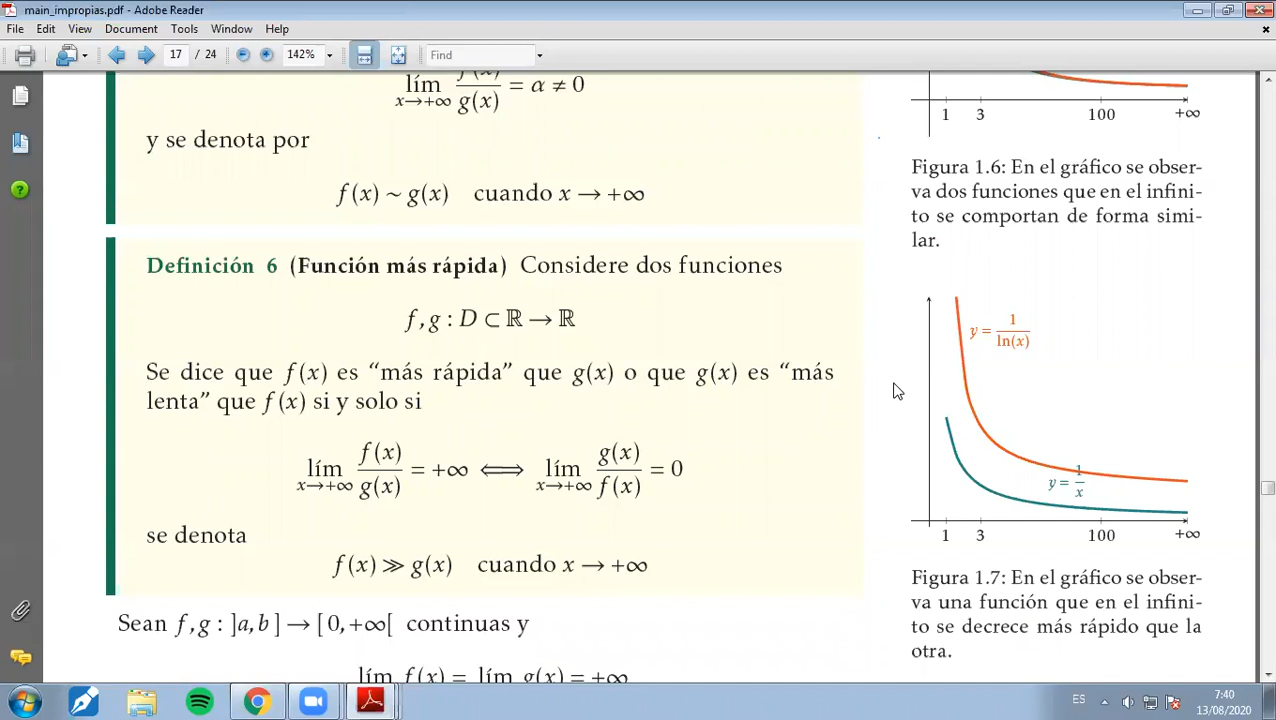 main_impropias.pdf - Adobe Reader
File Edit View Document Tools Window Help
17 / 24 142% Find
lím x→+∞ f(x)/g(x) = α ≠ 0
y se denota por
f(x) ~ g(x) cuando x → +∞
Definición 6 (Función más rápida) Considere dos funciones
f, g : D ⊂ ℝ → ℝ
Se dice que f(x) es “más rápida” que g(x) o que g(x) es “más
lenta” que f(x) si y solo si
lím x→+∞ f(x)/g(x) = +∞ ⟺ lím x→+∞ g(x)/f(x) = 0
se denota
f(x) ≫ g(x) cuando x → +∞
Sean f, g : ]a, b] → [0, +∞[ continuas y
lím f(x) = lím g(x) = +∞
1 3 100 +∞
Figura 1.6: En el gráfico se obser-
va dos funciones que en el infini-
to se comportan de forma simi-
lar.
y = 1/ln(x)
y = 1/x
1 3 100 +∞
Figura 1.7: En el gráfico se obser-
va una función que en el infini-
to se decrece más rápido que la
otra.
ES
7:40
13/08/2020